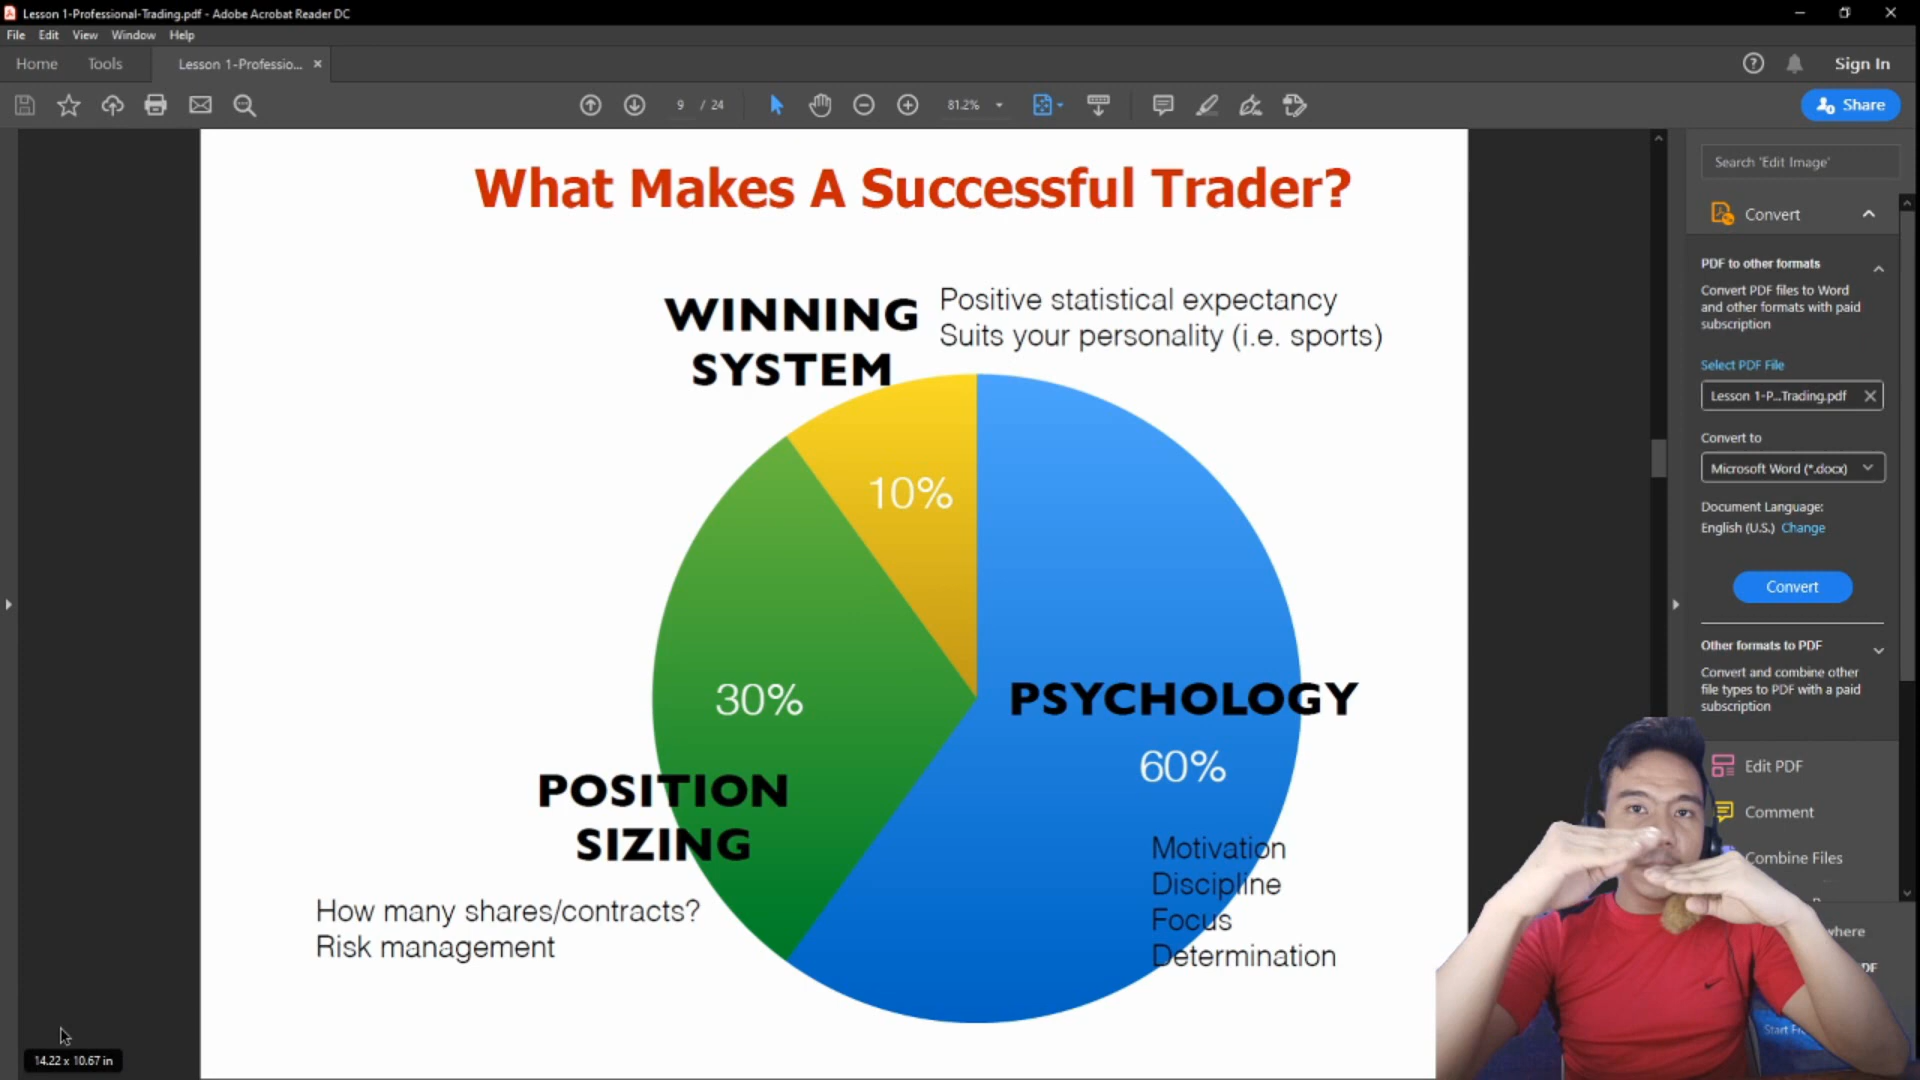 Lesson 1-Professional-Trading.pdf - Adobe Acrobat Reader DC
File Edit View Window Help
Home Tools Lesson 1-Professio... ×
Sign In
9 / 24
81.2%
Share
What Makes A Successful Trader?
WINNING
SYSTEM
Positive statistical expectancy
Suits your personality (i.e. sports)
10%
30%
PSYCHOLOGY
60%
POSITION
SIZING
Motivation
Discipline
Focus
Determination
How many shares/contracts?
Risk management
14.22 x 10.67 in
Search 'Edit Image'
Convert
PDF to other formats
Convert PDF files to Word
and other formats with paid
subscription
Select PDF File
Lesson 1-P...Trading.pdf
Convert to
Microsoft Word (*.docx)
Document Language:
English (U.S.) Change
Convert
Other formats to PDF
Convert and combine other
file types to PDF with a paid
subscription
Edit PDF
Comment
Combine Files
where
Start